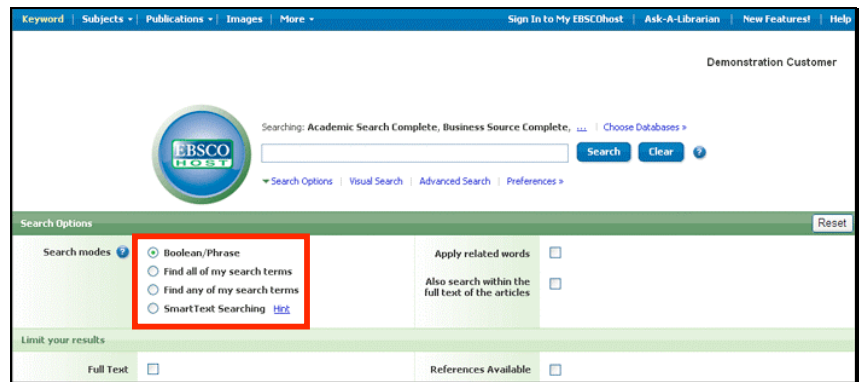 Keyword | Subjects | Publications | Images | More Sign In to My EBSCOhost | Ask-A-Librarian | New Features! | Help
Demonstration Customer
Searching: Academic Search Complete, Business Source Complete, ... | Choose Databases »
EBSCO
HOST
Search Clear ?
Search Options | Visual Search | Advanced Search | Preferences »
Search Options Reset
Search modes ? Boolean/Phrase Apply related words
Find all of my search terms
Find any of my search terms Also search within the
full text of the articles
SmartText Searching Hint
Limit your results
Full Text References Available